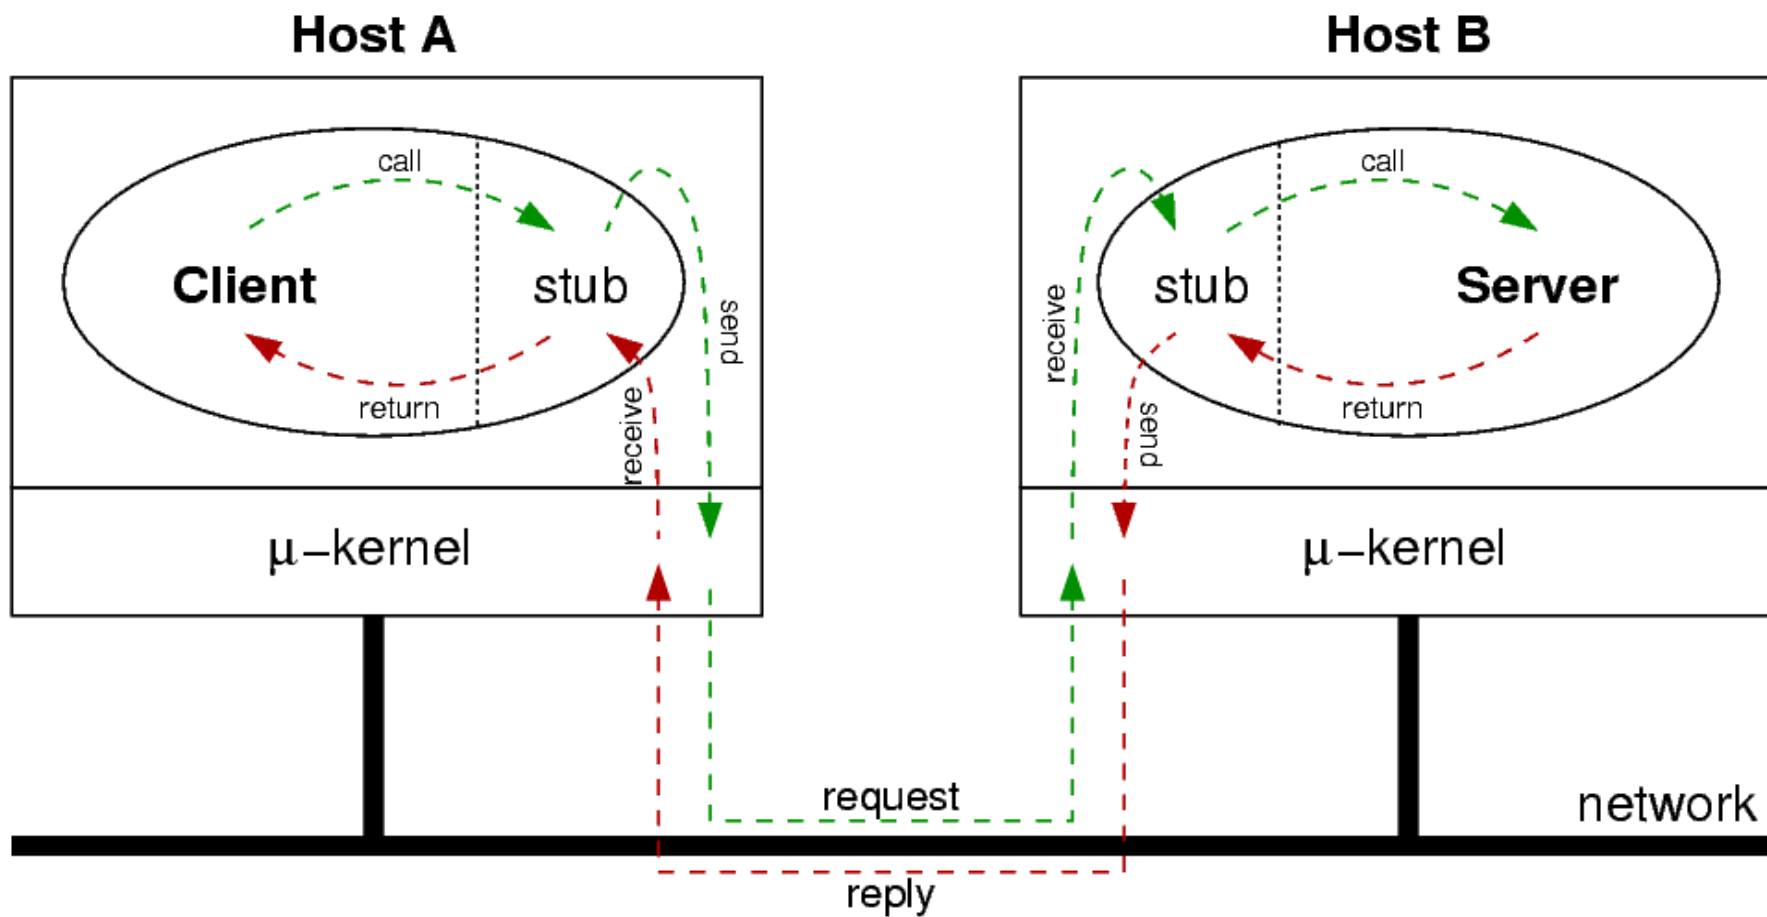 Host A
Host B
call
Client
stub
send
return
receive
μ–kernel
call
receive
stub
Server
send
return
μ–kernel
request
network
reply